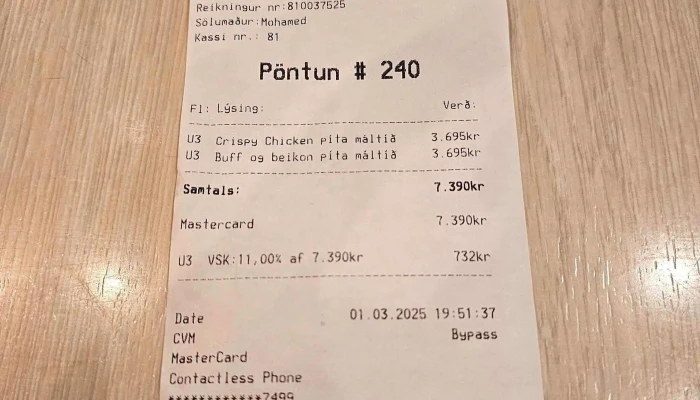 Reikningur nr:810037525
Sölumaður:Mohamed
Kassi nr.: 81
Pöntun # 240
Fl: Lýsing: Verð:
U3 Crispy Chicken pita máltið 3.695kr
U3 Buff og beikon pita máltið 3.695kr
Samtals: 7.390kr
Mastercard 7.390kr
U3 VSK:11,00% af 7.390kr 732kr
Date 01.03.2025 19:51:37
CVM Bypass
MasterCard
Contactless Phone
************7499